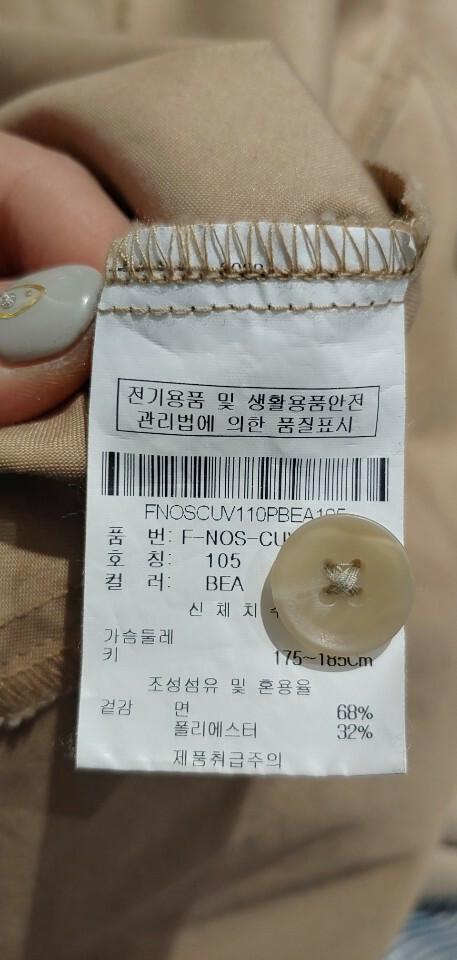 전기용품 및 생활용품안전
관리법에 의한 품질표시
FNOSCUV110PBEA105
품 번: F-NOS-CU
호 칭: 105
컬 러: BEA
신 체 치
가슴둘레
키 175~185cm
조성섬유 및 혼용율
겉감 면 68%
폴리에스터 32%
제품취급주의